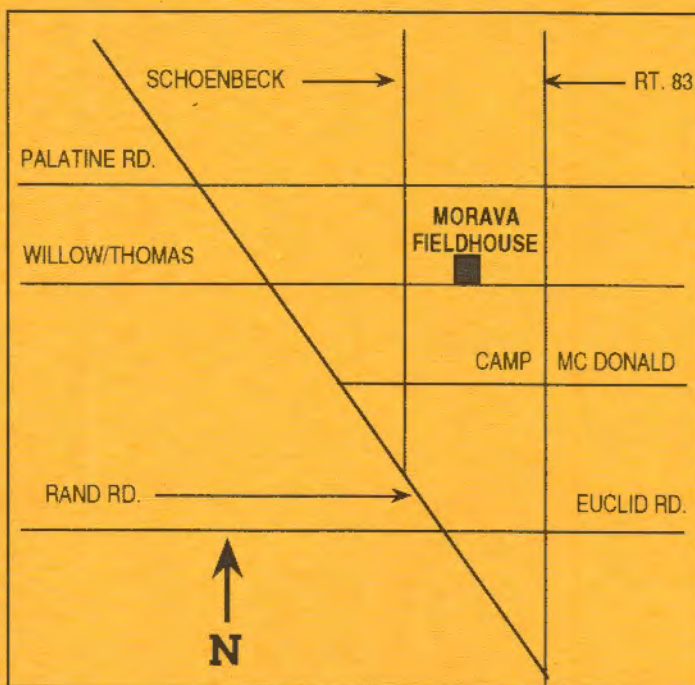 SCHOENBECK
RT. 83
PALATINE RD.
MORAVA
FIELDHOUSE
WILLOW/THOMAS
CAMP MC DONALD
RAND RD.
EUCLID RD.
N